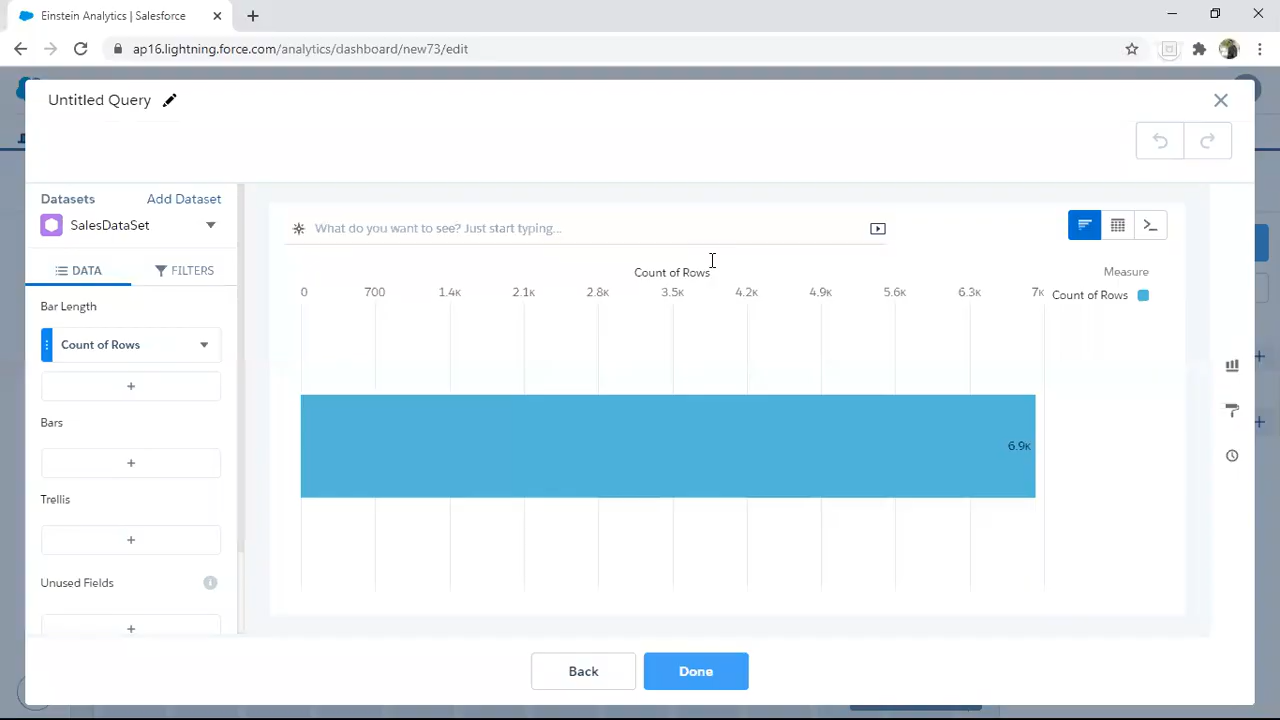 Einstein Analytics | Salesforce
ap16.lightning.force.com/analytics/dashboard/new73/edit
Untitled Query
Datasets
Add Dataset
SalesDataSet
DATA
FILTERS
Bar Length
Count of Rows
+
Bars
+
Trellis
+
Unused Fields
+
What do you want to see? Just start typing...
Count of Rows
0 700 1.4K 2.1K 2.8K 3.5K 4.2K 4.9K 5.6K 6.3K 7K
Measure
Count of Rows
6.9K
Back
Done